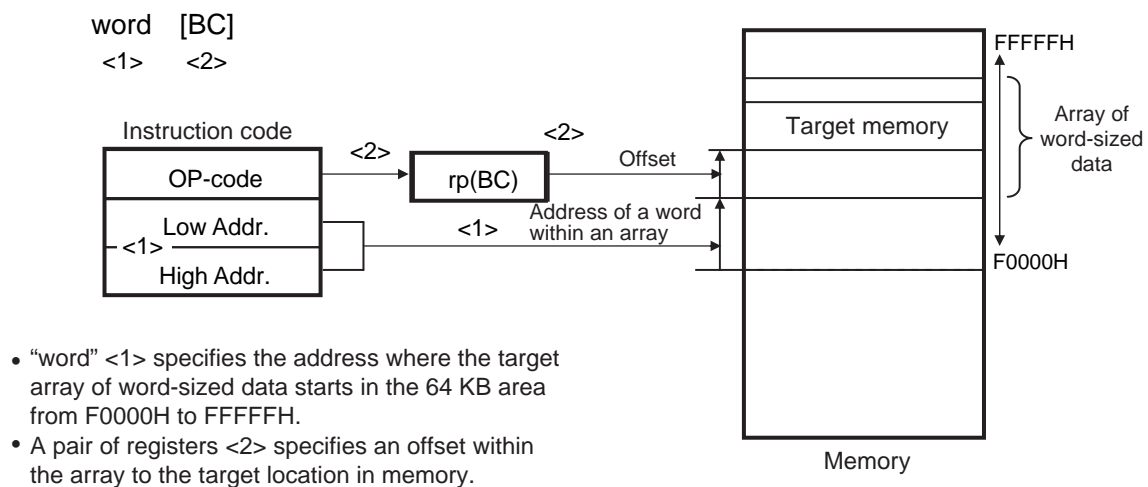 word [BC]
<1> <2>
FFFFFH
Array of
word-sized
data
Target memory
Instruction code
<2>
<2>
OP-code
rp(BC)
Offset
Low Addr.
<1>
High Addr.
<1>
Address of a word
within an array
F0000H
• “word” <1> specifies the address where the target
array of word-sized data starts in the 64 KB area
from F0000H to FFFFFH.
• A pair of registers <2> specifies an offset within
the array to the target location in memory.
Memory